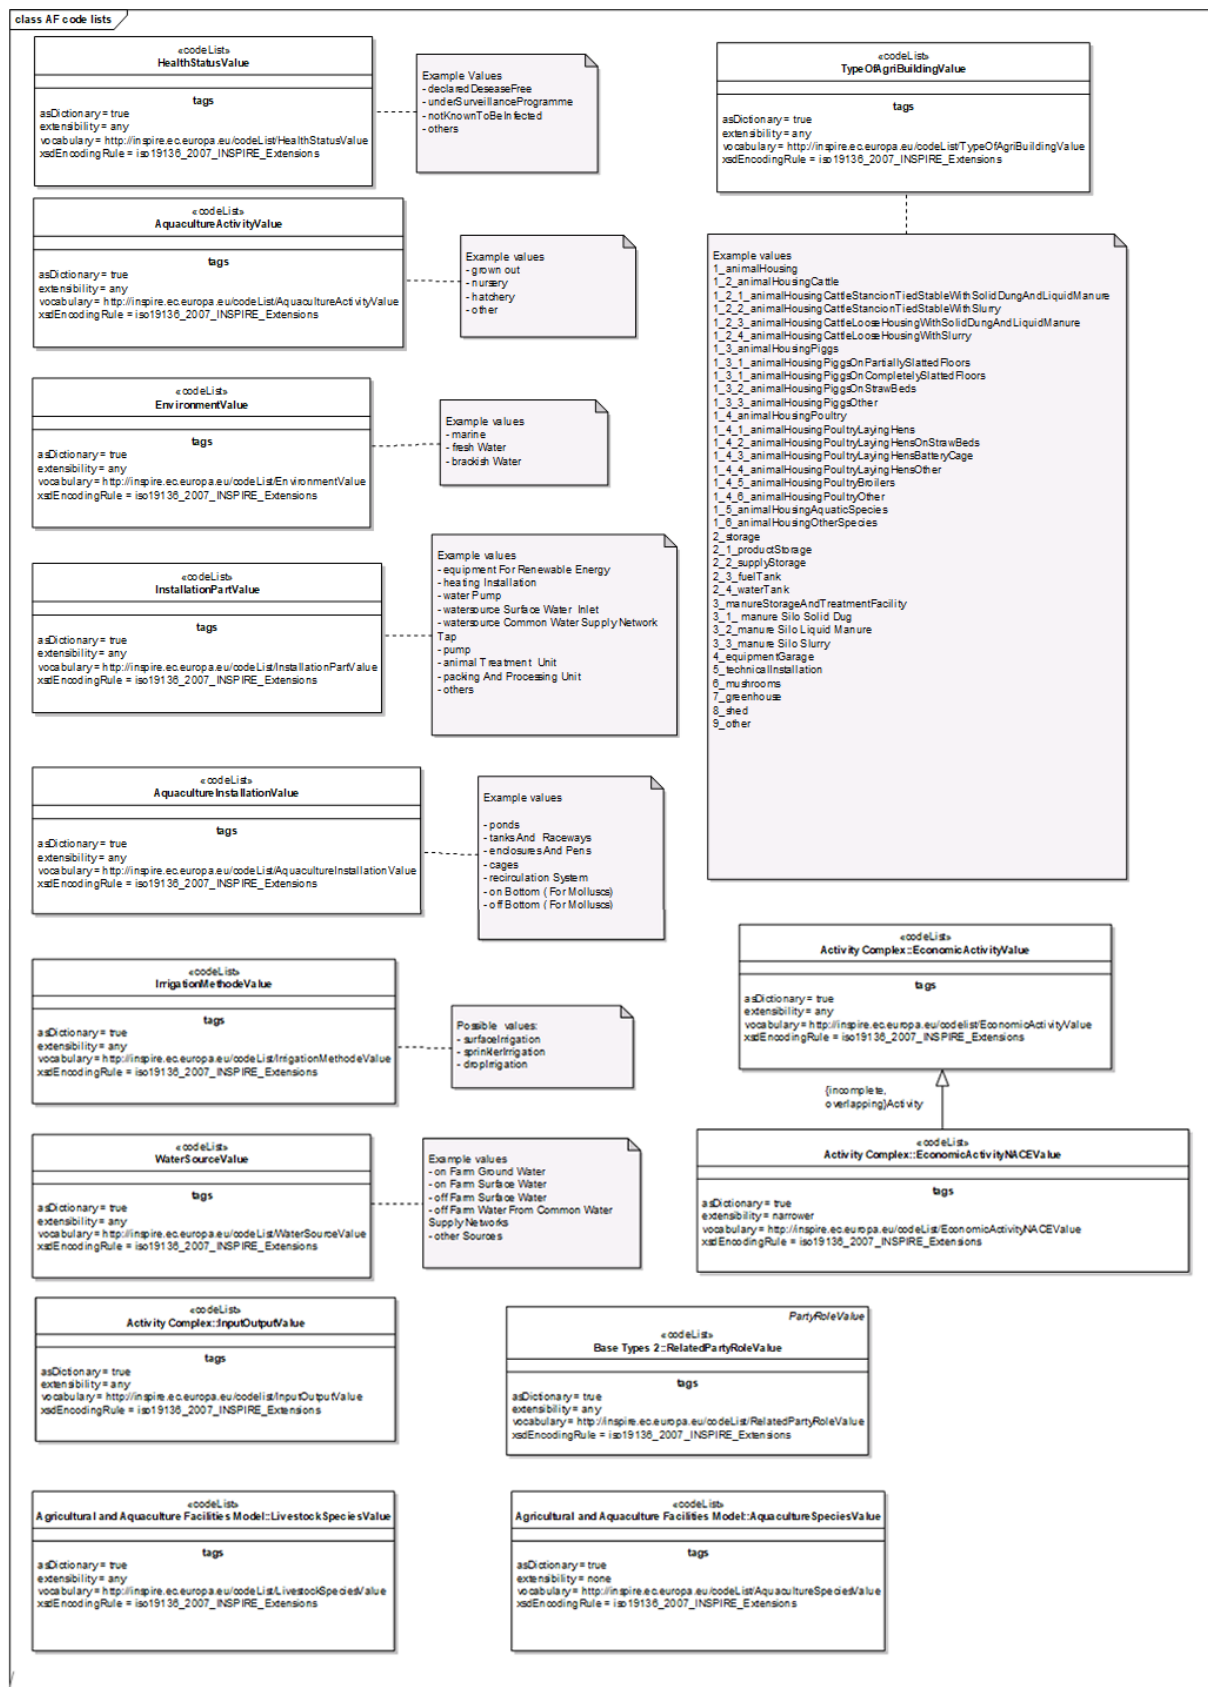 class AF code lists
«codeList»
HealthStatusValue
tags
asDictionary = true
extensibility = any
vocabulary = http://inspire.ec.europa.eu/codeList/HealthStatusValue
xsdEncodingRule = iso19136_2007_INSPIRE_Extensions
Example Values
- declaredDeseaseFree
- underSurveillanceProgramme
- notKnownToBeInfected
- others
«codeList»
TypeOfAgriBuildingValue
tags
asDictionary = true
extensibility = any
vocabulary = http://inspire.ec.europa.eu/codeList/TypeOfAgriBuildingValue
xsdEncodingRule = iso19136_2007_INSPIRE_Extensions
«codeList»
AquacultureActivityValue
tags
asDictionary = true
extensibility = any
vocabulary = http://inspire.ec.europa.eu/codeList/AquacultureActivityValue
xsdEncodingRule = iso19136_2007_INSPIRE_Extensions
Example values
- grown out
- nursery
- hatchery
- other
Example values
1_animalHousing
1_2_animalHousingCattle
1_2_1_animalHousingCattleStancionTiedStableWithSolidDungAndLiquidManure
1_2_2_animalHousingCattleStancionTiedStableWithSlurry
1_2_3_animalHousingCattleLooseHousingWithSolidDungAndLiquidManure
1_2_4_animalHousingCattleLooseHousingWithSlurry
1_3_animalHousingPiggs
1_3_1_animalHousingPiggsOnPartiallySlattedFloors
1_3_1_animalHousingPiggsOnCompletelySlattedFloors
1_3_2_animalHousingPiggsOnStrawBeds
1_3_3_animalHousingPiggsOther
1_4_animalHousingPoultry
1_4_1_animalHousingPoultryLayingHens
1_4_2_animalHousingPoultryLayingHensOnStrawBeds
1_4_3_animalHousingPoultryLayingHensBatteryCage
1_4_4_animalHousingPoultryLayingHensOther
1_4_5_animalHousingPoultryBroilers
1_4_6_animalHousingPoultryOther
1_5_animalHousingAquaticSpecies
1_6_animalHousingOtherSpecies
2_storage
2_1_productStorage
2_2_supplyStorage
2_3_fuelTank
2_4_waterTank
3_manureStorageAndTreatmentFacility
3_1_ manure Silo Solid Dug
3_2_manure Silo Liquid Manure
3_3_manure Silo Slurry
4_equipmentGarage
5_technicalInstallation
6_mushrooms
7_greenhouse
8_shed
9_other
«codeList»
EnvironmentValue
tags
asDictionary = true
extensibility = any
vocabulary = http://inspire.ec.europa.eu/codeList/EnvironmentValue
xsdEncodingRule = iso19136_2007_INSPIRE_Extensions
Example values
- marine
- fresh Water
- brackish Water
«codeList»
InstallationPartValue
tags
asDictionary = true
extensibility = any
vocabulary = http://inspire.ec.europa.eu/codeList/InstallationPartValue
xsdEncodingRule = iso19136_2007_INSPIRE_Extensions
Example values
- equipment For Renewable Energy
- heating Installation
- water Pump
- watersource Surface Water Inlet
- watersource Common Water Supply Network
Tap
- pump
- animal Treatment Unit
- packing And Processing Unit
- others
«codeList»
AquacultureInstallationValue
tags
asDictionary = true
extensibility = any
vocabulary = http://inspire.ec.europa.eu/codeList/AquacultureInstallationValue
xsdEncodingRule = iso19136_2007_INSPIRE_Extensions
Example values
- ponds
- tanksAnd Raceways
- enclosuresAnd Pens
- cages
- recirculation System
- on Bottom ( For Molluscs)
- off Bottom ( For Molluscs)
«codeList»
Activity Complex::EconomicActivityValue
tags
asDictionary = true
extensibility = any
vocabulary = http://inspire.ec.europa.eu/codelist/EconomicActivityValue
xsdEncodingRule = iso19136_2007_INSPIRE_Extensions
«codeList»
IrrigationMethodeValue
tags
asDictionary = true
extensibility = any
vocabulary = http://inspire.ec.europa.eu/codeList/IrrigationMethodeValue
xsdEncodingRule = iso19136_2007_INSPIRE_Extensions
Possible values:
- surfaceIrrigation
- sprinklerIrrigation
- dropIrrigation
{incomplete,
overlapping}Activity
«codeList»
Activity Complex::EconomicActivityNACEValue
tags
asDictionary = true
extensibility = narrower
vocabulary = http://inspire.ec.europa.eu/codeList/EconomicActivityNACEValue
xsdEncodingRule = iso19136_2007_INSPIRE_Extensions
«codeList»
WaterSourceValue
tags
asDictionary = true
extensibility = any
vocabulary = http://inspire.ec.europa.eu/codeList/WaterSourceValue
xsdEncodingRule = iso19136_2007_INSPIRE_Extensions
Example values
- on Farm Ground Water
- on Farm Surface Water
- off Farm Surface Water
- off Farm Water From Common Water
SupplyNetworks
- other Sources
«codeList»
Activity Complex::InputOutputValue
tags
asDictionary = true
extensibility = any
vocabulary = http://inspire.ec.europa.eu/codelist/InputOutputValue
xsdEncodingRule = iso19136_2007_INSPIRE_Extensions
PartyRoleValue
«codeList»
Base Types 2::RelatedPartyRoleValue
tags
asDictionary = true
extensibility = any
vocabulary = http://inspire.ec.europa.eu/codeList/RelatedPartyRoleValue
xsdEncodingRule = iso19136_2007_INSPIRE_Extensions
«codeList»
Agricultural and Aquaculture Facilities Model::LivestockSpeciesValue
tags
asDictionary = true
extensibility = any
vocabulary = http://inspire.ec.europa.eu/codeList/LivestockSpeciesValue
xsdEncodingRule = iso19136_2007_INSPIRE_Extensions
«codeList»
Agricultural and Aquaculture Facilities Model::AquacultureSpeciesValue
tags
asDictionary = true
extensibility = none
vocabulary = http://inspire.ec.europa.eu/codeList/AquacultureSpeciesValue
xsdEncodingRule = iso19136_2007_INSPIRE_Extensions